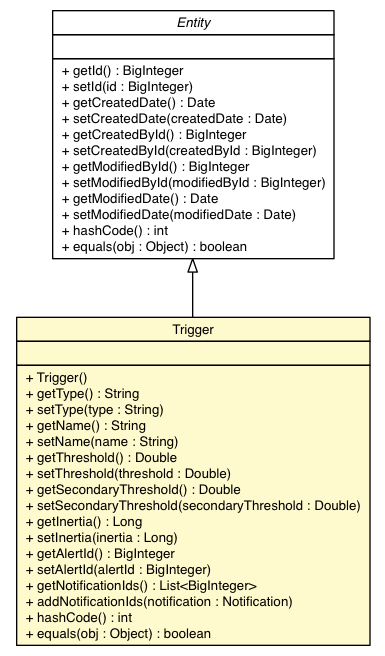 Entity
+ getId() : BigInteger
+ setId(id : BigInteger)
+ getCreatedDate() : Date
+ setCreatedDate(createdDate : Date)
+ getCreatedById() : BigInteger
+ setCreatedById(createdById : BigInteger)
+ getModifiedById() : BigInteger
+ setModifiedById(modifiedById : BigInteger)
+ getModifiedDate() : Date
+ setModifiedDate(modifiedDate : Date)
+ hashCode() : int
+ equals(obj : Object) : boolean
Trigger
+ Trigger()
+ getType() : String
+ setType(type : String)
+ getName() : String
+ setName(name : String)
+ getThreshold() : Double
+ setThreshold(threshold : Double)
+ getSecondaryThreshold() : Double
+ setSecondaryThreshold(secondaryThreshold : Double)
+ getInertia() : Long
+ setInertia(inertia : Long)
+ getAlertId() : BigInteger
+ setAlertId(alertId : BigInteger)
+ getNotificationIds() : List<BigInteger>
+ addNotificationIds(notification : Notification)
+ hashCode() : int
+ equals(obj : Object) : boolean